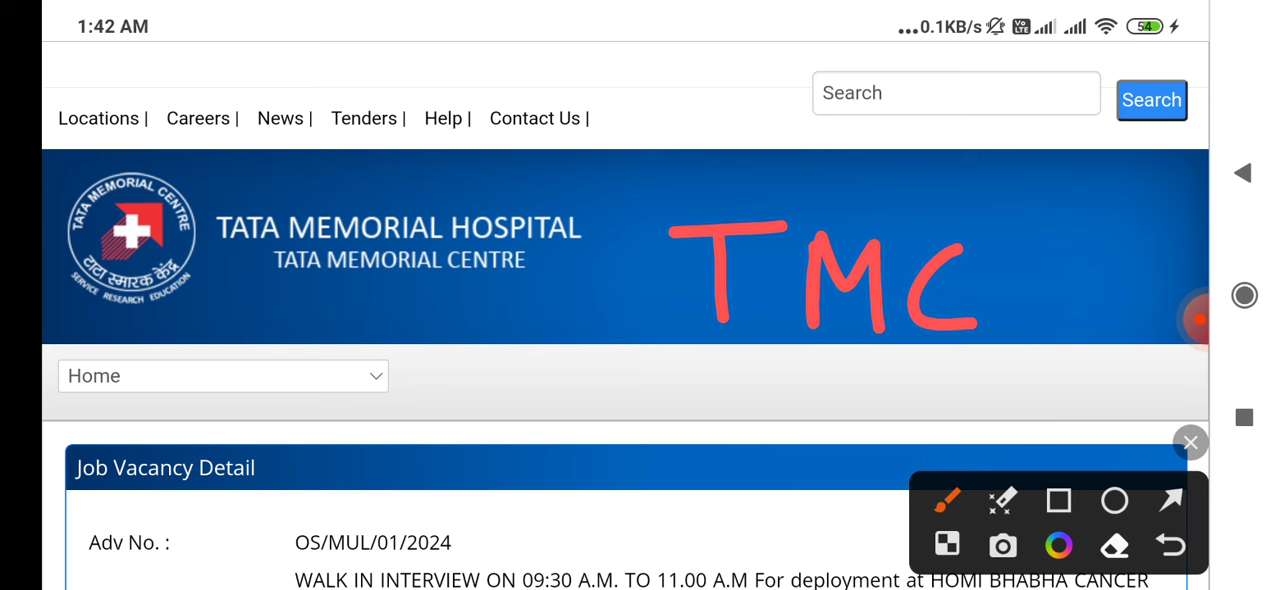 1:42 AM
...0.1KB/s Vo LTE 54
Search
Search
Locations | Careers | News | Tenders | Help | Contact Us |
TATA MEMORIAL CENTRE
टाटा स्मारक केंद्र
SERVICE RESEARCH EDUCATION
TATA MEMORIAL HOSPITAL
TATA MEMORIAL CENTRE
TMC
Home
Job Vacancy Detail
Adv No. : OS/MUL/01/2024
WALK IN INTERVIEW ON 09:30 A.M. TO 11.00 A.M For deployment at HOMI BHABHA CANCER